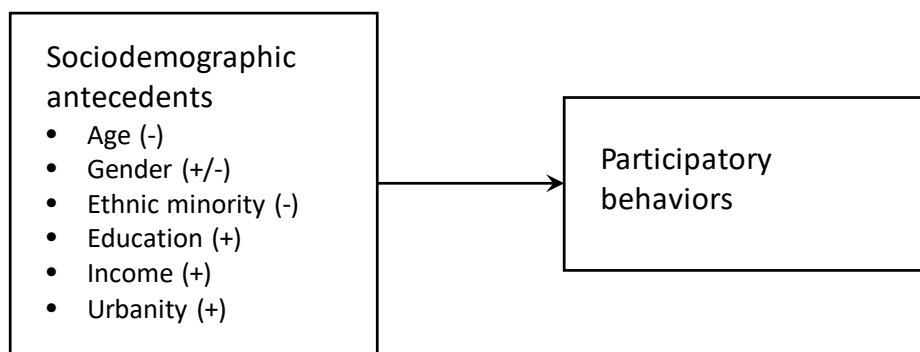 Sociodemographic
antecedents
• Age (-)
• Gender (+/-)
• Ethnic minority (-)
• Education (+)
• Income (+)
• Urbanity (+)
Participatory
behaviors